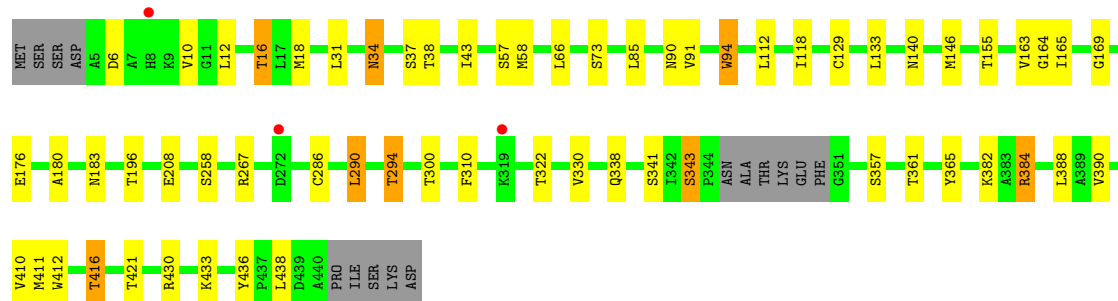 MET SER SER ASP A5 D6 A7 H8 K9 V10 G11 L12 T16 L17 M18 L31 N34 S37 T38 I43 S57 M58 L66 S73 L85 N90 V91 W94 L112 I118 C129 L133 N140 M146 T155 V163 G164 I165 G169
E176 A180 N183 T196 E208 S258 R267 D272 C286 L290 T294 T300 F310 K319 T322 V330 Q338 S341 I342 S343 P344 ASN ALA THR LYS GLU PHE G351 S357 T361 Y365 K382 A383 R384 L388 A389 V390
V410 M411 W412 T416 T421 R430 K433 Y436 P437 L438 D439 A440 PRO ILE SER LYS ASP